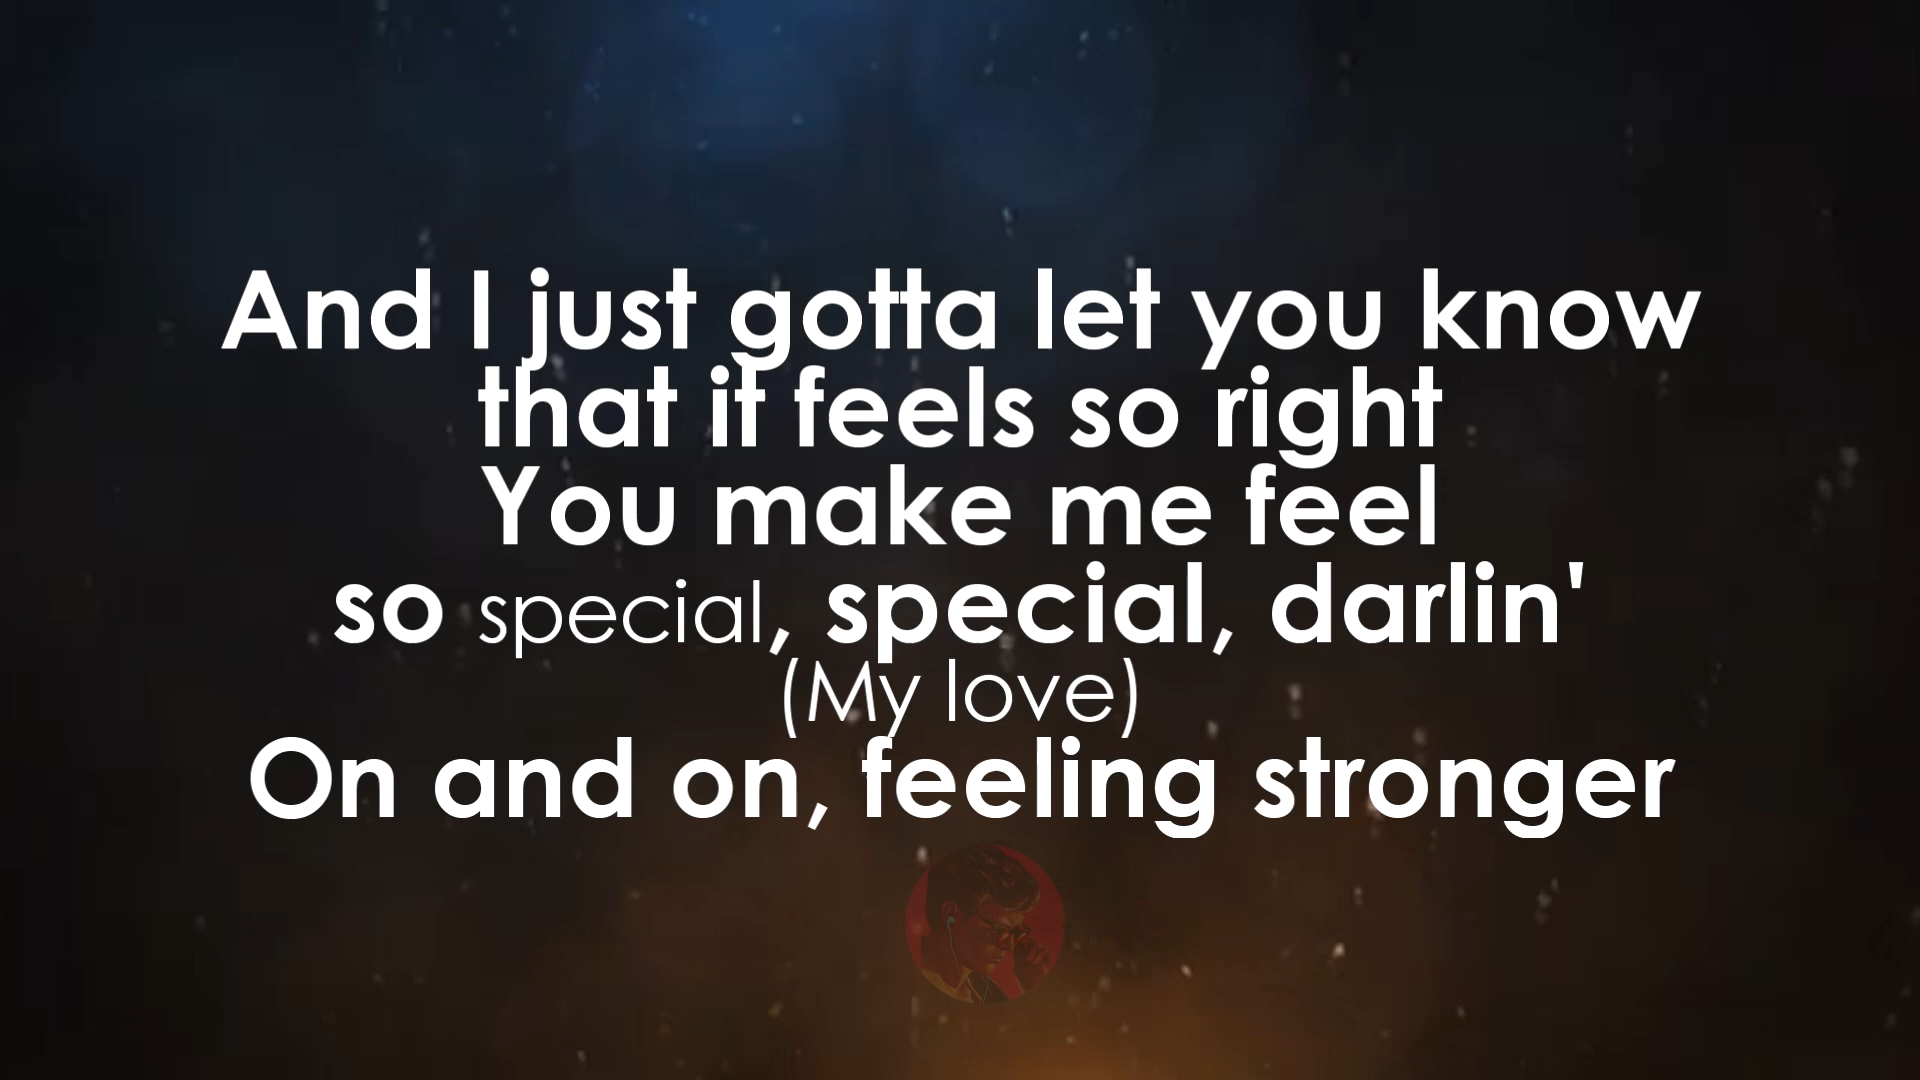 And I just gotta let you know
that it feels so right
You make me feel
so special, special, darlin'
(My love)
On and on, feeling stronger